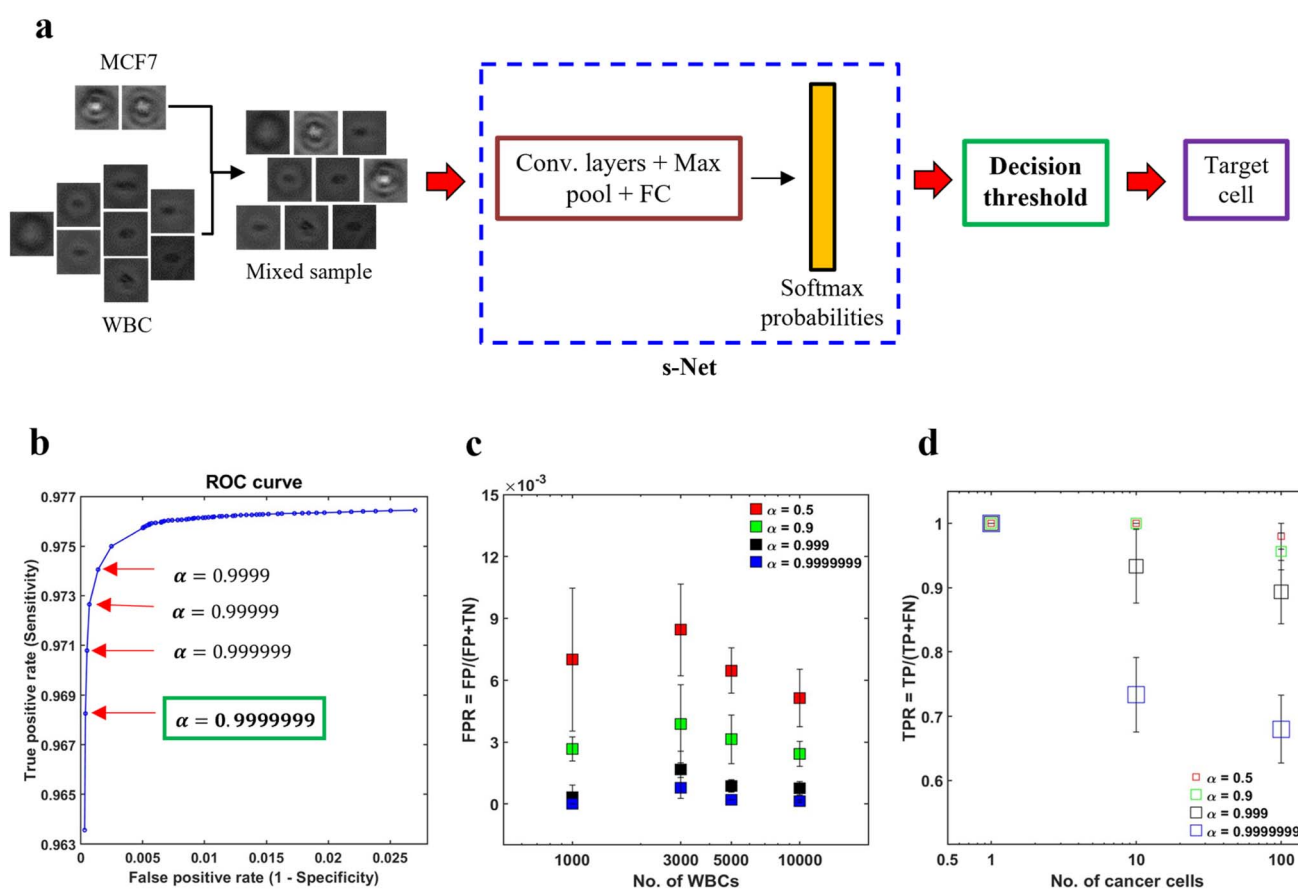 a
MCF7
WBC
Mixed sample
Conv. layers + Max
pool + FC
Softmax
probabilities
s-Net
Decision
threshold
Target
cell
b
ROC curve
True positive rate (Sensitivity)
0.977
0.975
0.973
0.971
0.969
0.967
0.965
0.963
α = 0.9999
α = 0.99999
α = 0.999999
α = 0.9999999
0
0.005
0.01
0.015
0.02
0.025
False positive rate (1 - Specificity)
c
×10⁻³
FPR = FP/(FP+TN)
15
12
9
6
3
0
α = 0.5
α = 0.9
α = 0.999
α = 0.9999999
1000
3000
5000
10000
No. of WBCs
d
TPR = TP/(TP+FN)
1
0.9
0.8
0.7
0.6
α = 0.5
α = 0.9
α = 0.999
α = 0.9999999
0.5
1
10
100
No. of cancer cells